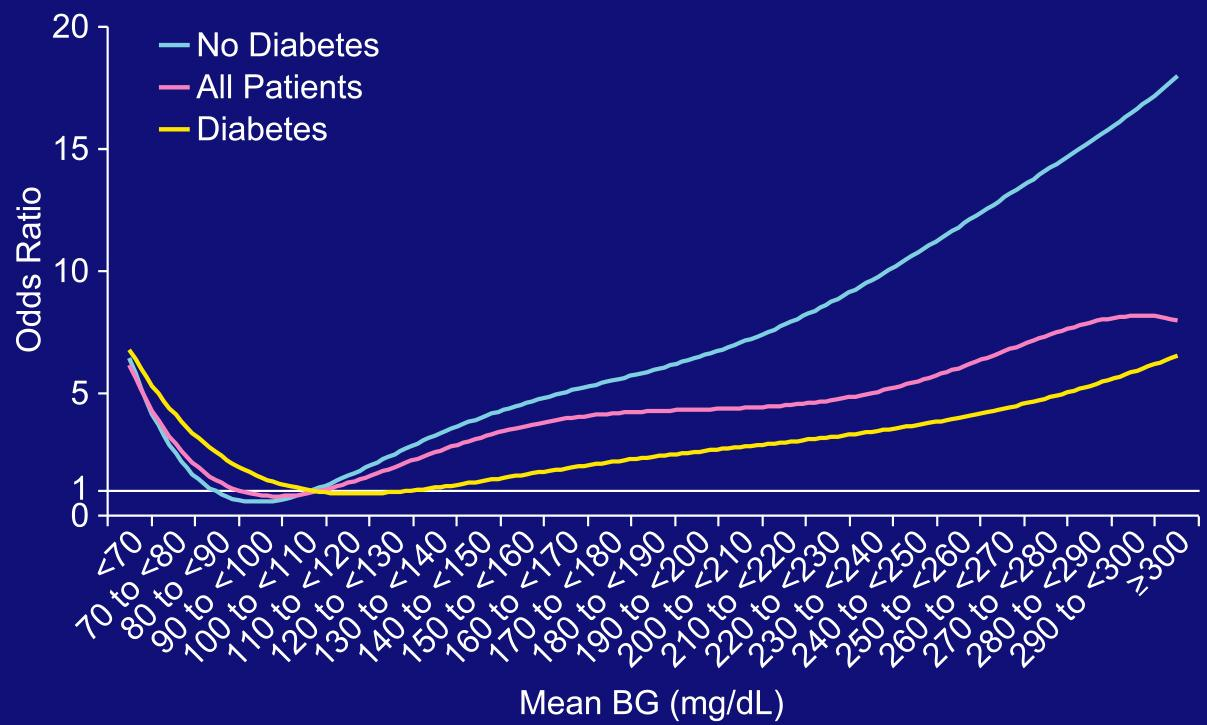 20
No Diabetes
All Patients
Diabetes
15
10
5
1
0
Odds Ratio
<70
70 to <80
80 to <90
90 to <100
100 to <110
110 to <120
120 to <130
130 to <140
140 to <150
150 to <160
160 to <170
170 to <180
180 to <190
190 to <200
200 to <210
210 to <220
220 to <230
230 to <240
240 to <250
250 to <260
260 to <270
270 to <280
280 to <290
290 to <300
≥300
Mean BG (mg/dL)